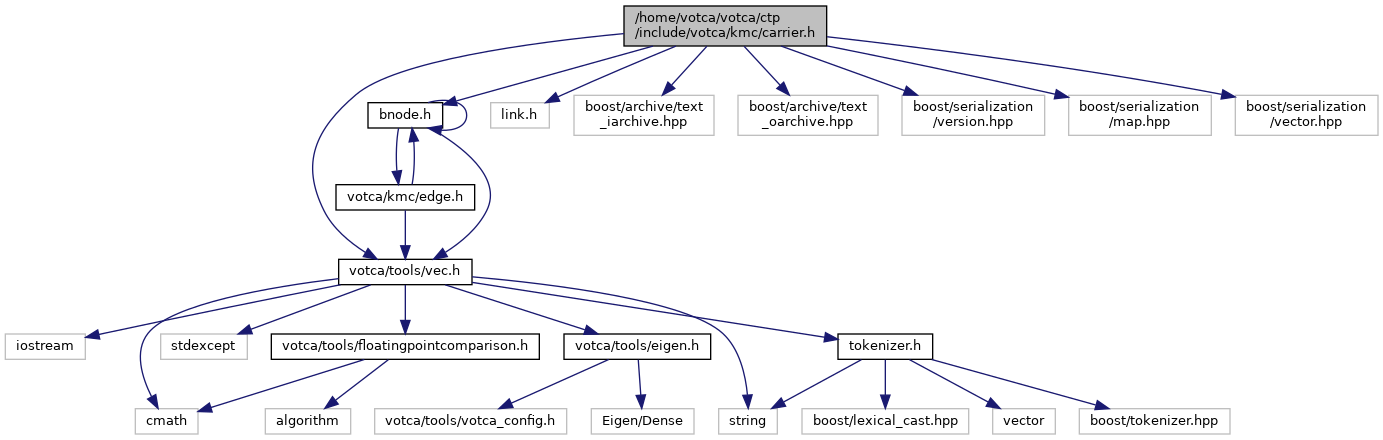 /home/votca/votca/ctp
/include/votca/kmc/carrier.h
bnode.h
link.h
boost/archive/text
_iarchive.hpp
boost/archive/text
_oarchive.hpp
boost/serialization
/version.hpp
boost/serialization
/map.hpp
boost/serialization
/vector.hpp
votca/kmc/edge.h
votca/tools/vec.h
iostream
stdexcept
votca/tools/floatingpointcomparison.h
votca/tools/eigen.h
tokenizer.h
cmath
algorithm
votca/tools/votca_config.h
Eigen/Dense
string
boost/lexical_cast.hpp
vector
boost/tokenizer.hpp